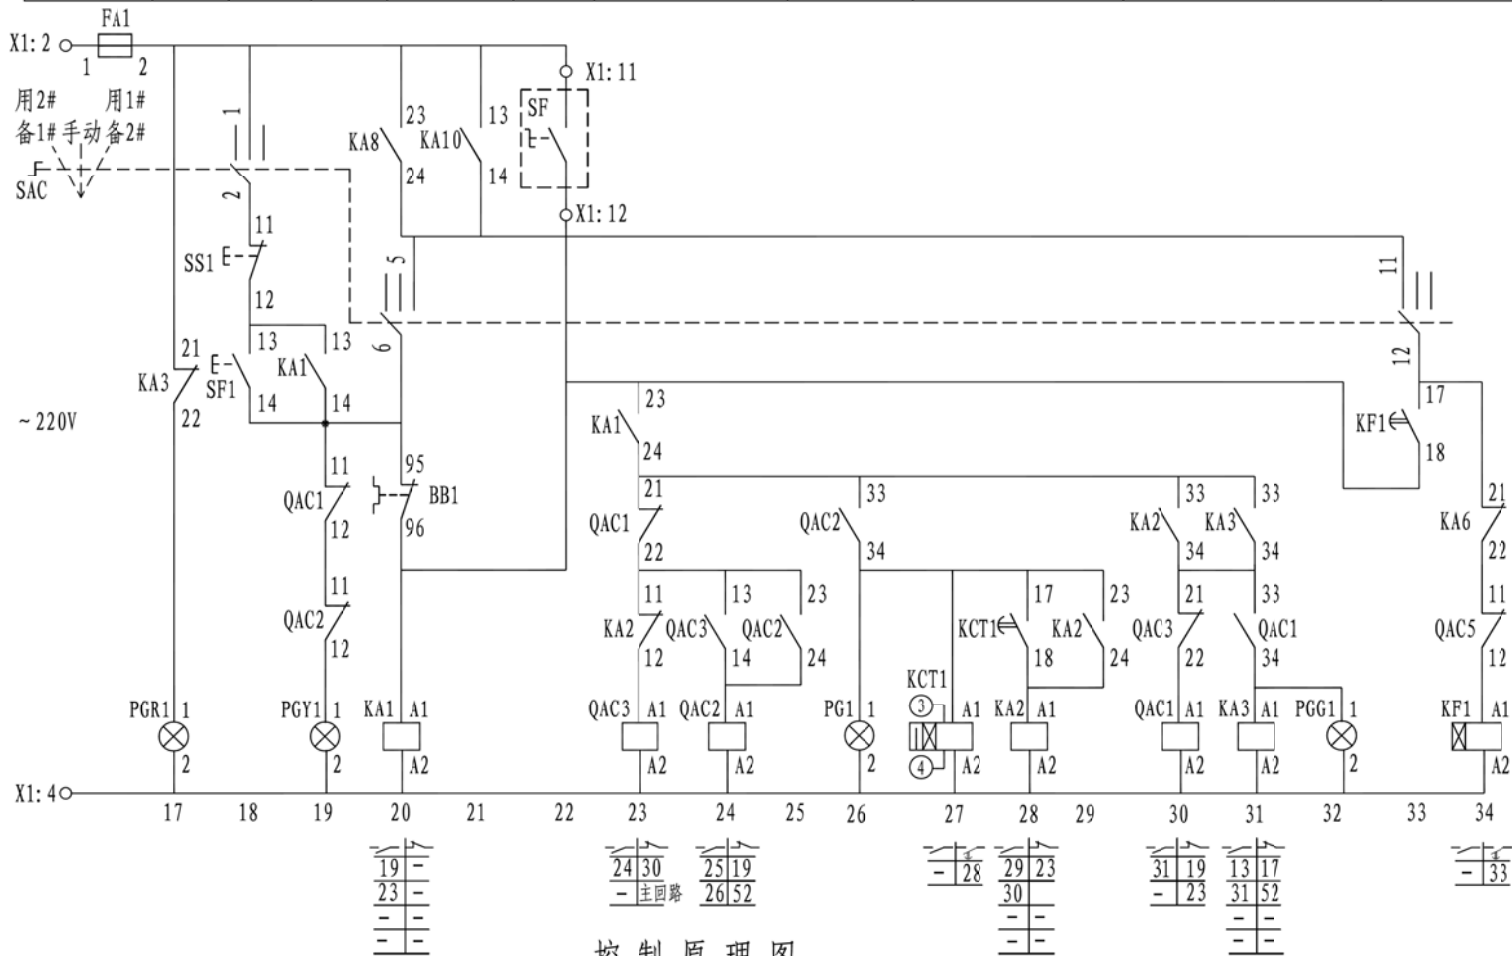 FA1
X1:2
1 2
X1:11
用2# 用1#
备1# 手动 备2#
SAC
1
2
SF
23 13
KA8 KA10
24 14
X1:12
11
SS1
12
5
6
11
12
13 13
21
KA3 SF1 KA1
22 14 14
~220V
23
KA1
24
17
KF1
18
11 95
QAC1 BB1
12 96
21 33 33 33 21
QAC1 QAC2 KA2 KA3 KA6
22 34 34 34 22
11 11 13 23 17 23 21 33 11
QAC2 KA2 QAC3 QAC2 KCT1 KA2 QAC3 QAC1 QAC5
12 12 14 24 18 24 22 34 12
KCT1
3
PGR1 1 PGY1 1 KA1 A1 QAC3 A1 QAC2 A1 PG1 1 A1 KA2 A1 QAC1 A1 KA3 A1 PGG1 1 KF1 A1
4
2 2 A2 A2 A2 2 A2 A2 A2 A2 2 A2
X1:4
17 18 19 20 21 22 23 24 25 26 27 28 29 30 31 32 33 34
19 - 24 30 25 19 - 28 29 23 31 19 13 17 - 33
23 - - 主回路 26 52 30 - 23 31 52
- - - - - -
- - - - - -
控制原理图